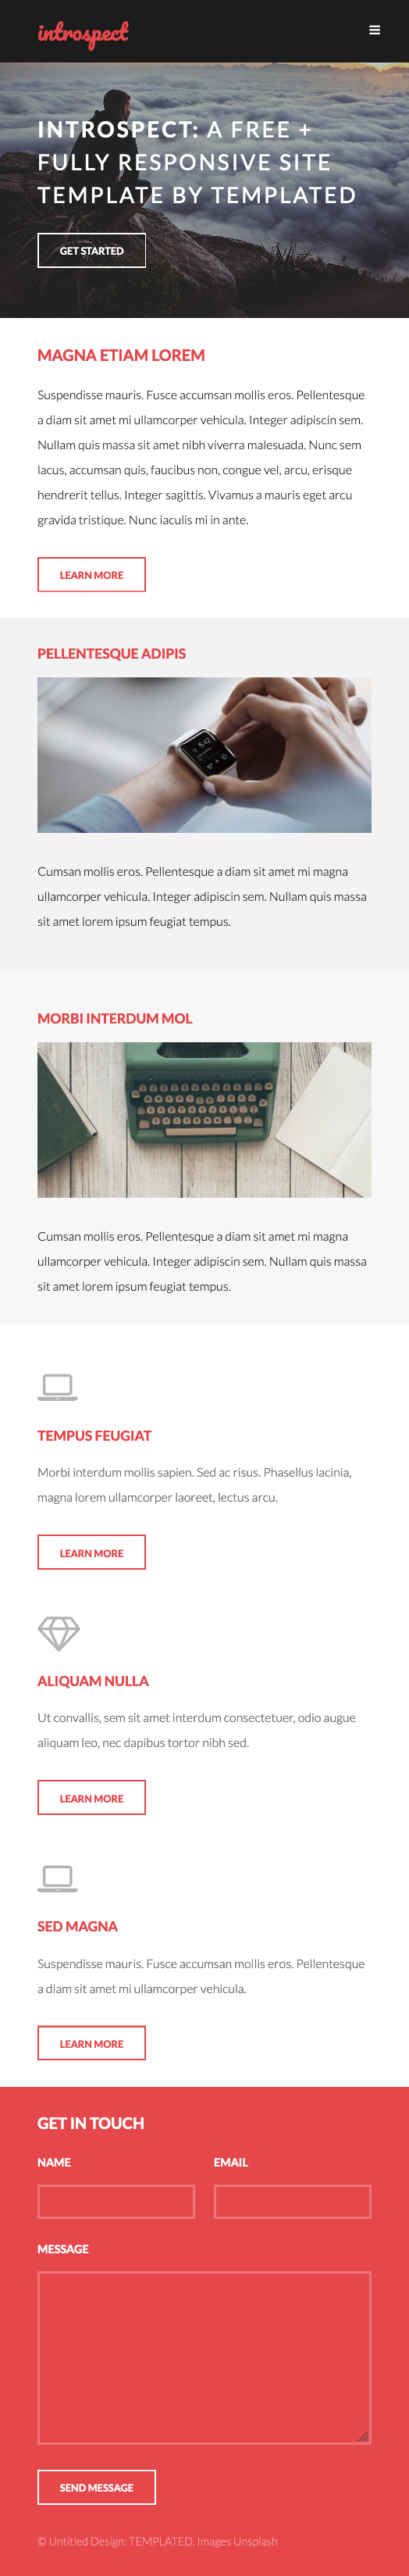 introspect
INTROSPECT: A FREE +
FULLY RESPONSIVE SITE
TEMPLATE BY TEMPLATED
GET STARTED
MAGNA ETIAM LOREM
Suspendisse mauris. Fusce accumsan mollis eros. Pellentesque
a diam sit amet mi ullamcorper vehicula. Integer adipiscin sem.
Nullam quis massa sit amet nibh viverra malesuada. Nunc sem
lacus, accumsan quis, faucibus non, congue vel, arcu, erisque
hendrerit tellus. Integer sagittis. Vivamus a mauris eget arcu
gravida tristique. Nunc iaculis mi in ante.
LEARN MORE
PELLENTESQUE ADIPIS
5:42
Cumsan mollis eros. Pellentesque a diam sit amet mi magna
ullamcorper vehicula. Integer adipiscin sem. Nullam quis massa
sit amet lorem ipsum feugiat tempus.
MORBI INTERDUM MOL
Cumsan mollis eros. Pellentesque a diam sit amet mi magna
ullamcorper vehicula. Integer adipiscin sem. Nullam quis massa
sit amet lorem ipsum feugiat tempus.
TEMPUS FEUGIAT
Morbi interdum mollis sapien. Sed ac risus. Phasellus lacinia,
magna lorem ullamcorper laoreet, lectus arcu.
LEARN MORE
ALIQUAM NULLA
Ut convallis, sem sit amet interdum consectetuer, odio augue
aliquam leo, nec dapibus tortor nibh sed.
LEARN MORE
SED MAGNA
Suspendisse mauris. Fusce accumsan mollis eros. Pellentesque
a diam sit amet mi ullamcorper vehicula.
LEARN MORE
GET IN TOUCH
NAME EMAIL
MESSAGE
SEND MESSAGE
© Untitled Design: TEMPLATED. Images Unsplash